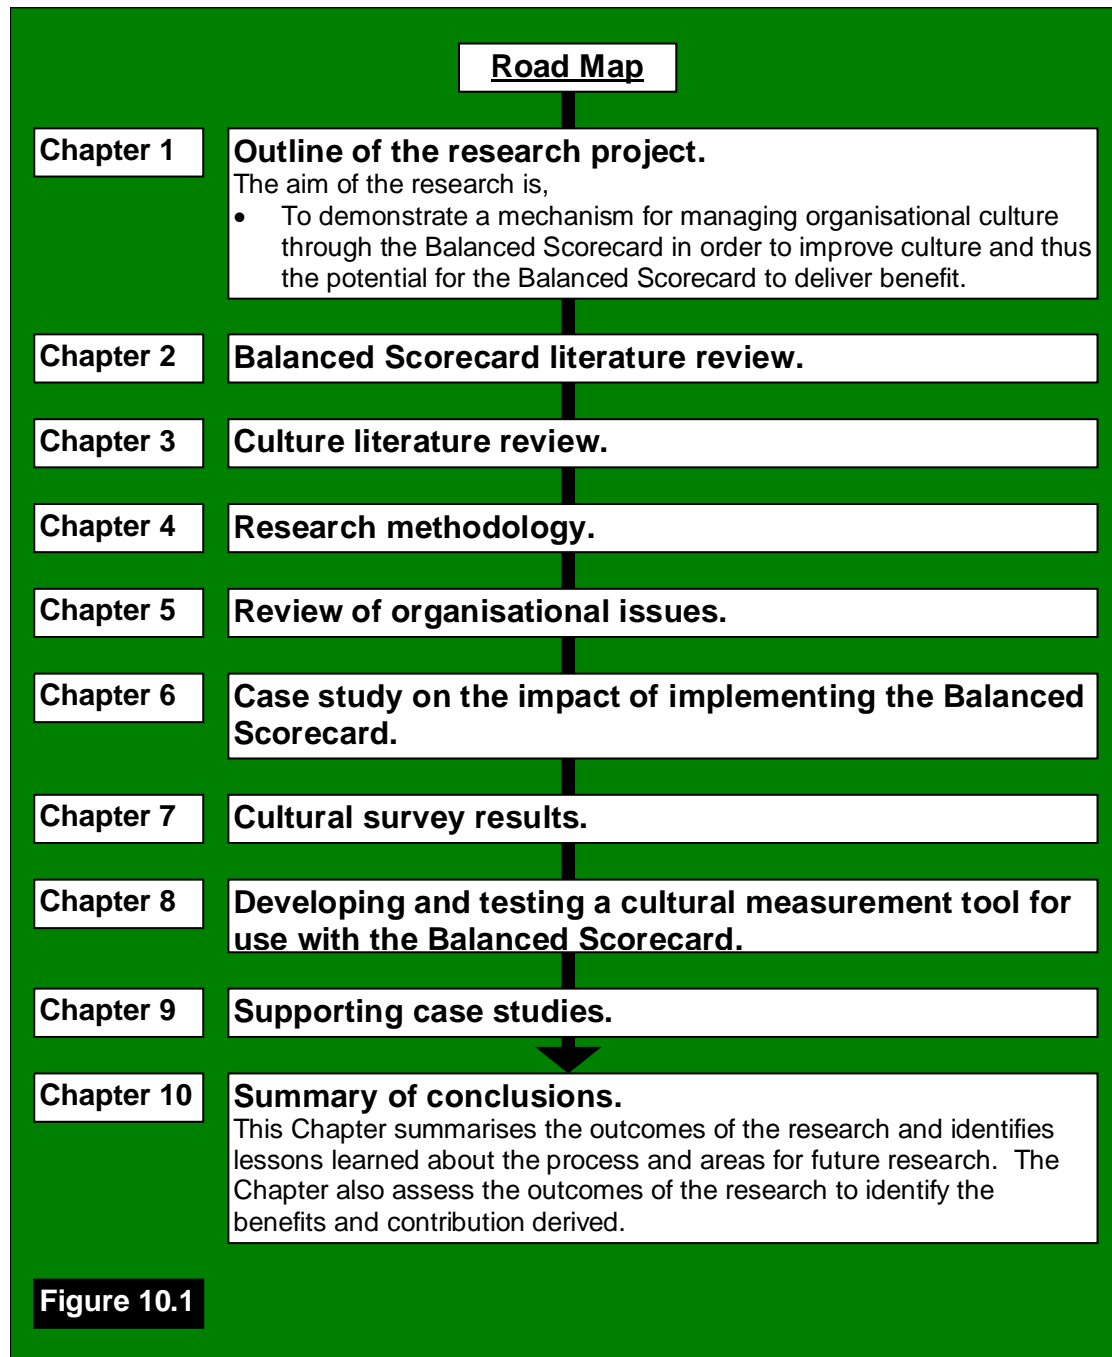 Road Map
Chapter 1
Outline of the research project.
The aim of the research is,
• To demonstrate a mechanism for managing organisational culture
through the Balanced Scorecard in order to improve culture and thus
the potential for the Balanced Scorecard to deliver benefit.
Chapter 2
Balanced Scorecard literature review.
Chapter 3
Culture literature review.
Chapter 4
Research methodology.
Chapter 5
Review of organisational issues.
Chapter 6
Case study on the impact of implementing the Balanced
Scorecard.
Chapter 7
Cultural survey results.
Chapter 8
Developing and testing a cultural measurement tool for
use with the Balanced Scorecard.
Chapter 9
Supporting case studies.
Chapter 10
Summary of conclusions.
This Chapter summarises the outcomes of the research and identifies
lessons learned about the process and areas for future research.  The
Chapter also assess the outcomes of the research to identify the
benefits and contribution derived.
Figure 10.1